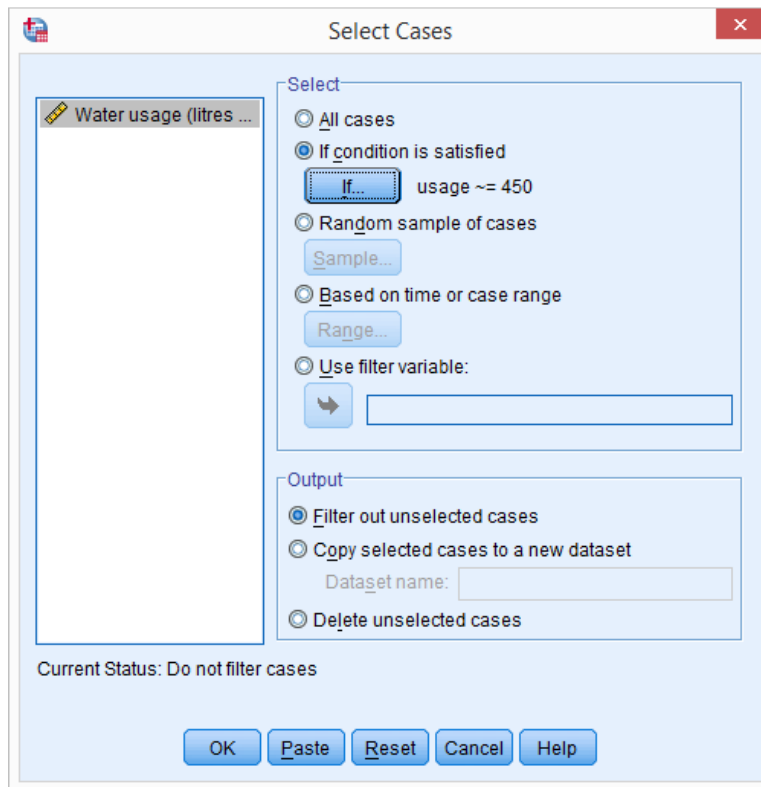 Select Cases
Water usage (litres ...
Select
All cases
If condition is satisfied
If... usage ~= 450
Random sample of cases
Sample...
Based on time or case range
Range...
Use filter variable:
Output
Filter out unselected cases
Copy selected cases to a new dataset
Dataset name:
Delete unselected cases
Current Status: Do not filter cases
OK Paste Reset Cancel Help